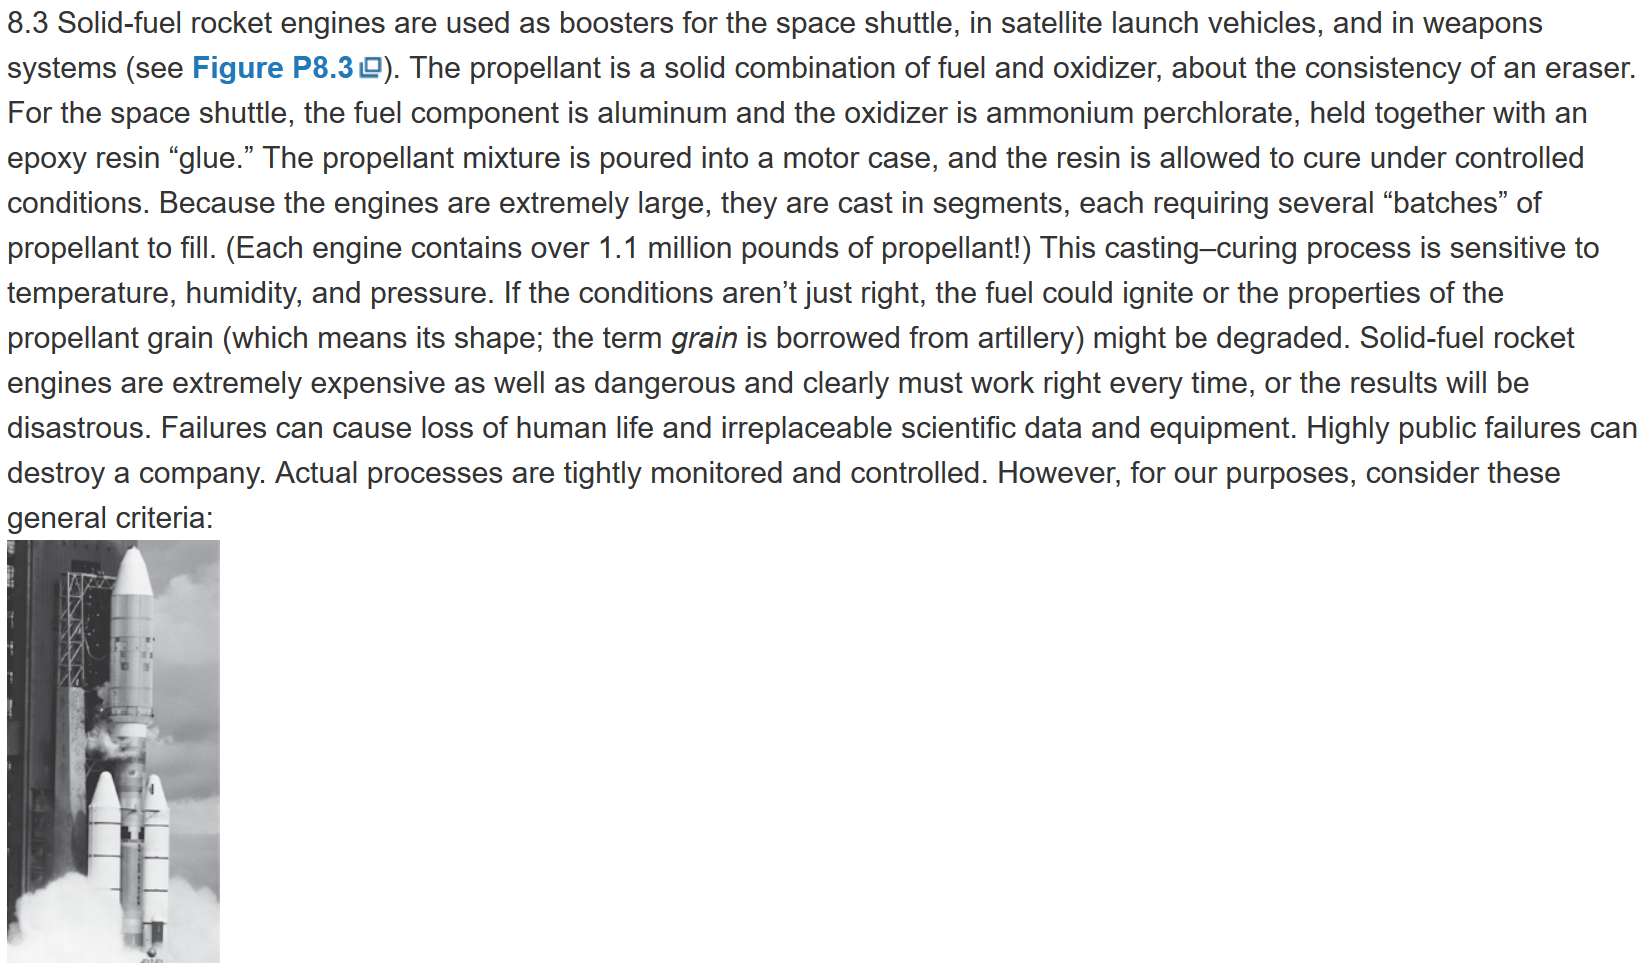 8.3 Solid-fuel rocket engines are used as boosters for the space shuttle, in satellite launch vehicles, and in weapons
systems (see Figure P8.3). The propellant is a solid combination of fuel and oxidizer, about the consistency of an eraser.
For the space shuttle, the fuel component is aluminum and the oxidizer is ammonium perchlorate, held together with an
epoxy resin “glue.” The propellant mixture is poured into a motor case, and the resin is allowed to cure under controlled
conditions. Because the engines are extremely large, they are cast in segments, each requiring several “batches” of
propellant to fill. (Each engine contains over 1.1 million pounds of propellant!) This casting–curing process is sensitive to
temperature, humidity, and pressure. If the conditions aren’t just right, the fuel could ignite or the properties of the
propellant grain (which means its shape; the term grain is borrowed from artillery) might be degraded. Solid-fuel rocket
engines are extremely expensive as well as dangerous and clearly must work right every time, or the results will be
disastrous. Failures can cause loss of human life and irreplaceable scientific data and equipment. Highly public failures can
destroy a company. Actual processes are tightly monitored and controlled. However, for our purposes, consider these
general criteria: